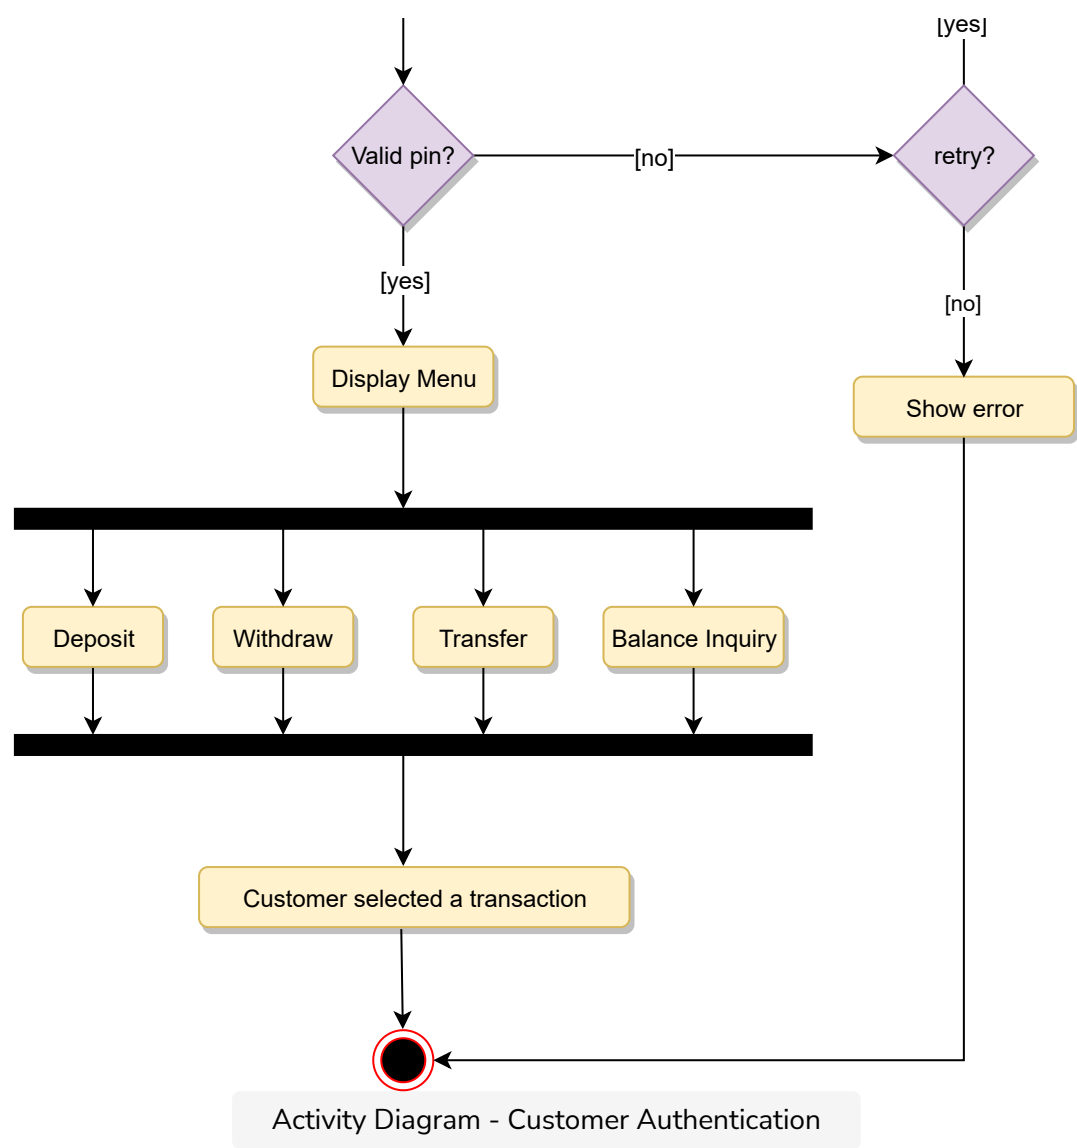 [yes]
Valid pin?
[no]
retry?
[yes]
[no]
Display Menu
Show error
Deposit
Withdraw
Transfer
Balance Inquiry
Customer selected a transaction
Activity Diagram - Customer Authentication